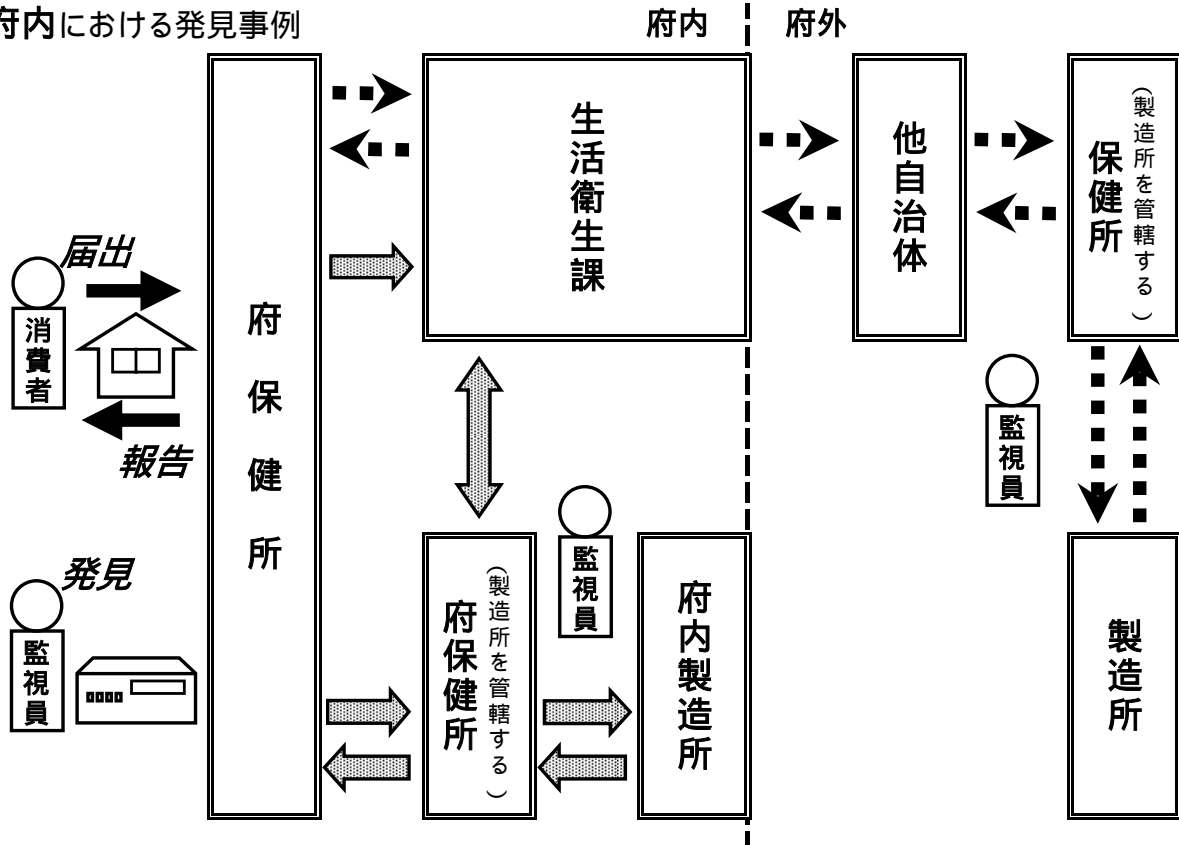 府内における発見事例
府内
府外
届出
消費者
報告
発見
監視員
府保健所
生活衛生課
他自治体
保健所
(製造所を管轄する)
監視員
製造所
府保健所
(製造所を管轄する)
監視員
府内製造所